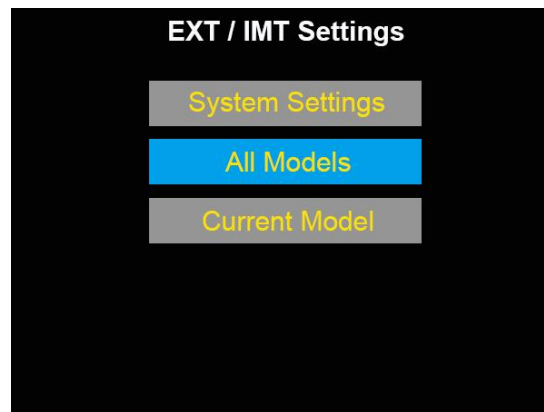 EXT / IMT Settings
System Settings
All Models
Current Model